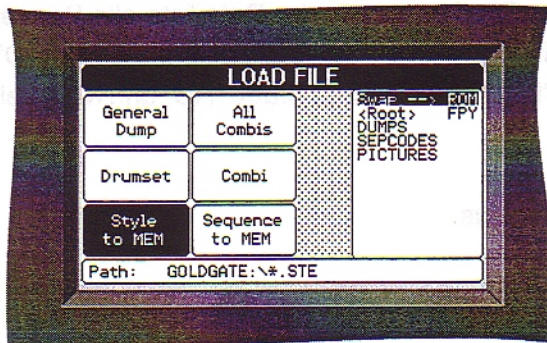 LOAD FILE
General
Dump
All
Combis
Drumset
Combi
Style
to MEM
Sequence
to MEM
Swap --> ROM
<Root> FPY
DUMPS
SEPCODES
PICTURES
Path: GOLDGATE:\*.STE